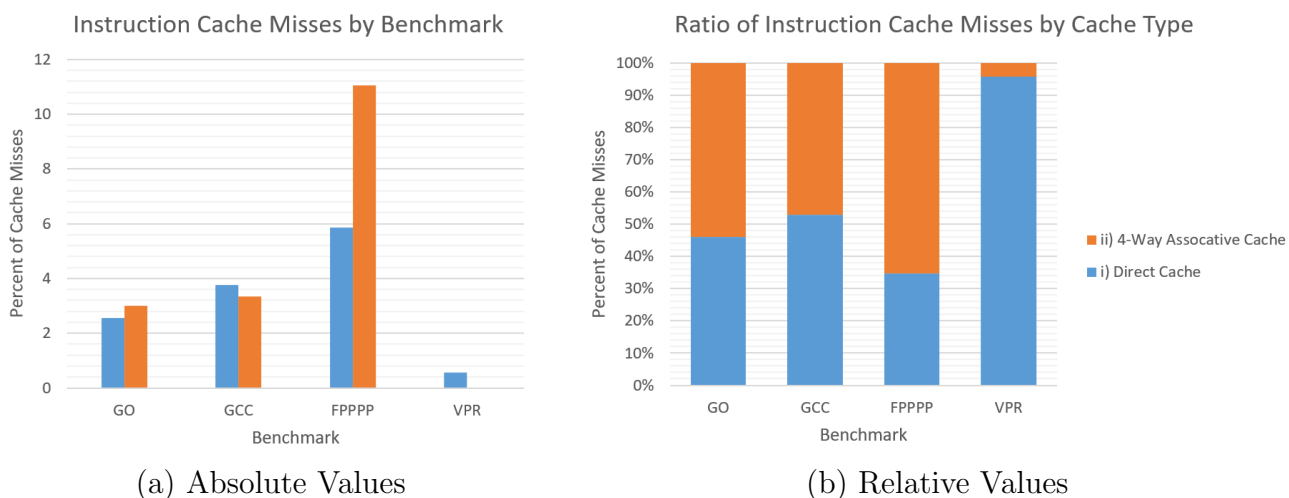 Instruction Cache Misses by Benchmark
Percent of Cache Misses
12
10
8
6
4
2
0
GO GCC FPPPP VPR
Benchmark
(a) Absolute Values
Ratio of Instruction Cache Misses by Cache Type
Percent of Cache Misses
100%
90%
80%
70%
60%
50%
40%
30%
20%
10%
0%
GO GCC FPPPP VPR
Benchmark
ii) 4-Way Assocative Cache
i) Direct Cache
(b) Relative Values